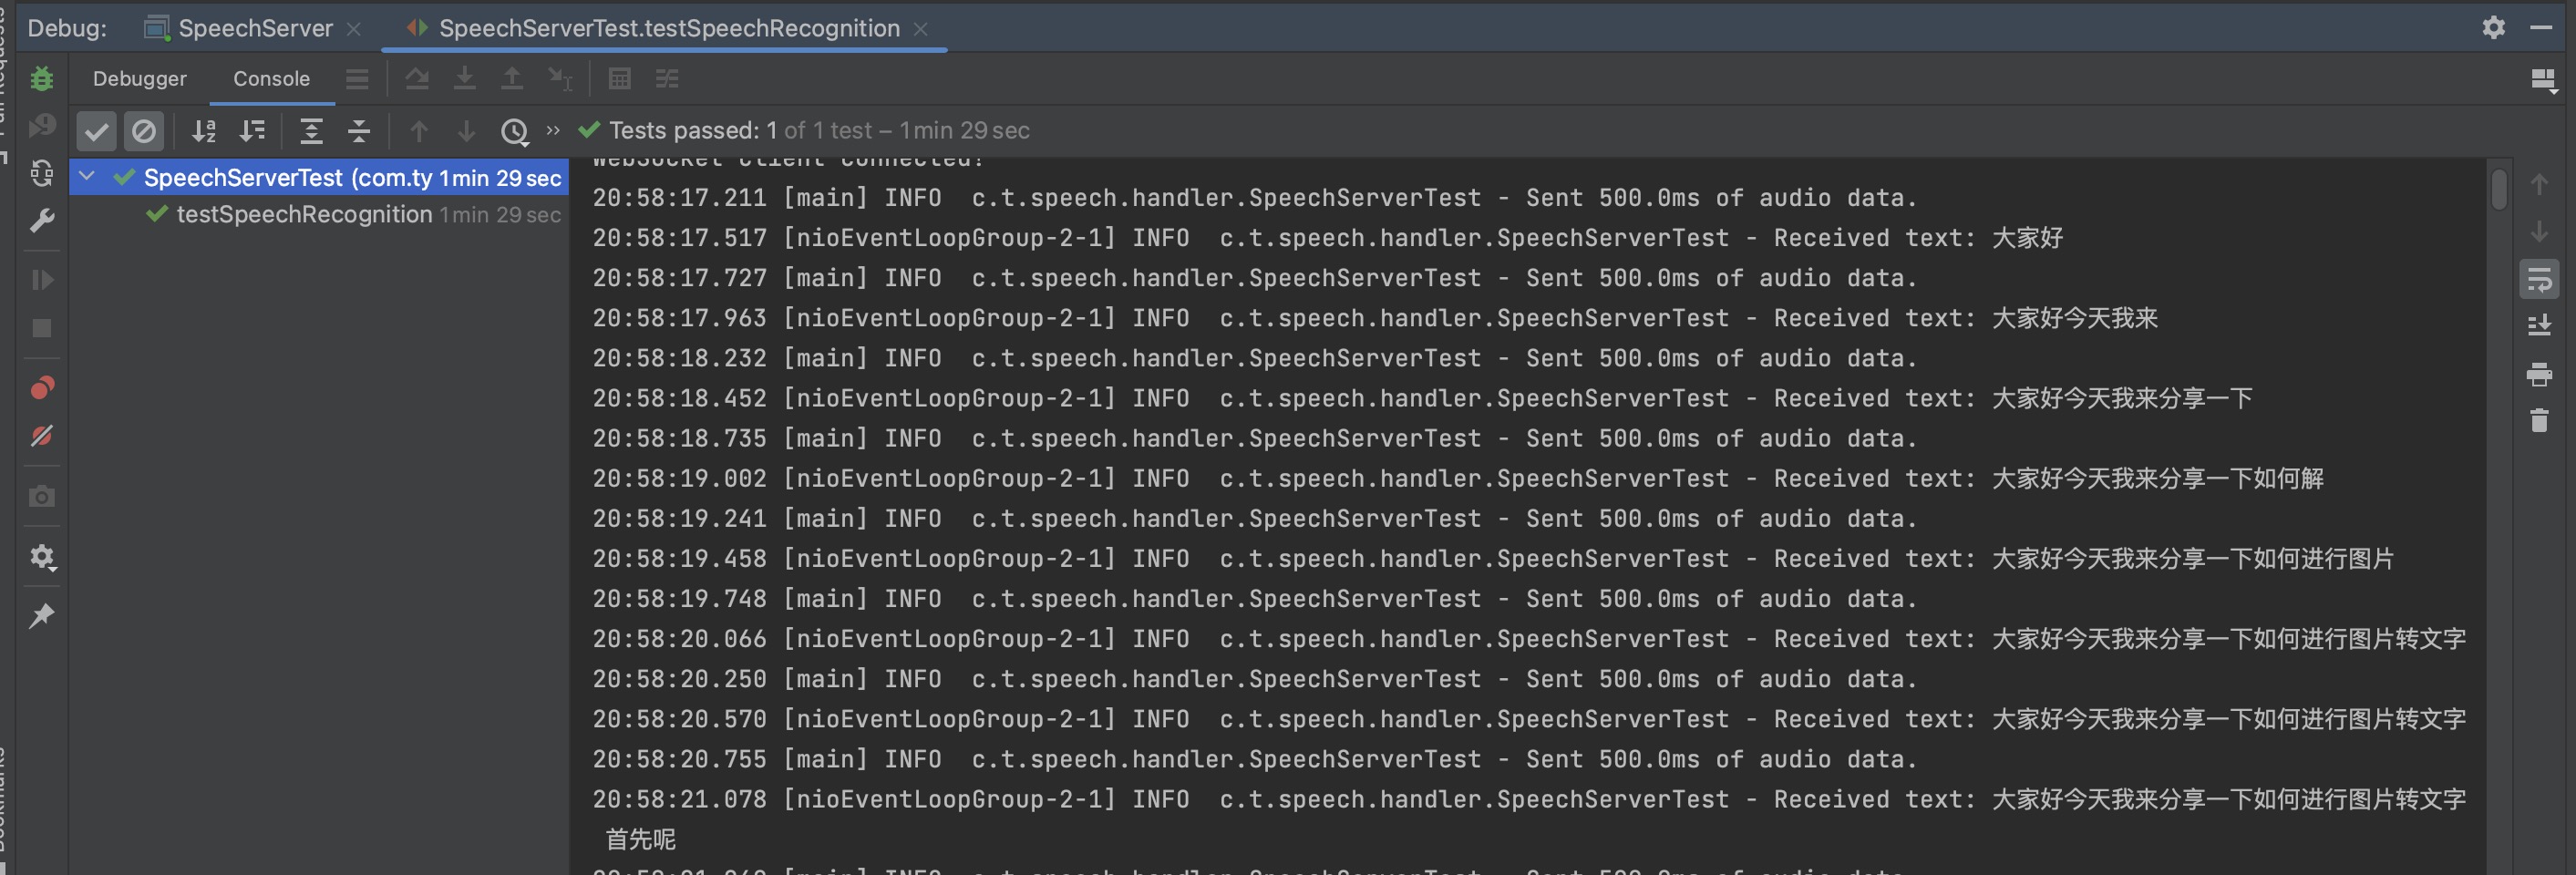 Debug: SpeechServer SpeechServerTest.testSpeechRecognition
Debugger Console
Tests passed: 1 of 1 test – 1 min 29 sec
SpeechServerTest (com.ty 1 min 29 sec
testSpeechRecognition 1 min 29 sec
WebSocket client connected!
20:58:17.211 [main] INFO  c.t.speech.handler.SpeechServerTest - Sent 500.0ms of audio data.
20:58:17.517 [nioEventLoopGroup-2-1] INFO  c.t.speech.handler.SpeechServerTest - Received text: 大家好
20:58:17.727 [main] INFO  c.t.speech.handler.SpeechServerTest - Sent 500.0ms of audio data.
20:58:17.963 [nioEventLoopGroup-2-1] INFO  c.t.speech.handler.SpeechServerTest - Received text: 大家好今天我来
20:58:18.232 [main] INFO  c.t.speech.handler.SpeechServerTest - Sent 500.0ms of audio data.
20:58:18.452 [nioEventLoopGroup-2-1] INFO  c.t.speech.handler.SpeechServerTest - Received text: 大家好今天我来分享一下
20:58:18.735 [main] INFO  c.t.speech.handler.SpeechServerTest - Sent 500.0ms of audio data.
20:58:19.002 [nioEventLoopGroup-2-1] INFO  c.t.speech.handler.SpeechServerTest - Received text: 大家好今天我来分享一下如何解
20:58:19.241 [main] INFO  c.t.speech.handler.SpeechServerTest - Sent 500.0ms of audio data.
20:58:19.458 [nioEventLoopGroup-2-1] INFO  c.t.speech.handler.SpeechServerTest - Received text: 大家好今天我来分享一下如何进行图片
20:58:19.748 [main] INFO  c.t.speech.handler.SpeechServerTest - Sent 500.0ms of audio data.
20:58:20.066 [nioEventLoopGroup-2-1] INFO  c.t.speech.handler.SpeechServerTest - Received text: 大家好今天我来分享一下如何进行图片转文字
20:58:20.250 [main] INFO  c.t.speech.handler.SpeechServerTest - Sent 500.0ms of audio data.
20:58:20.570 [nioEventLoopGroup-2-1] INFO  c.t.speech.handler.SpeechServerTest - Received text: 大家好今天我来分享一下如何进行图片转文字
20:58:20.755 [main] INFO  c.t.speech.handler.SpeechServerTest - Sent 500.0ms of audio data.
20:58:21.078 [nioEventLoopGroup-2-1] INFO  c.t.speech.handler.SpeechServerTest - Received text: 大家好今天我来分享一下如何进行图片转文字
首先呢
[main] INFO  c.t.speech.handler.SpeechServerTest - Sent 500.0ms of audio data.
Bookmarks